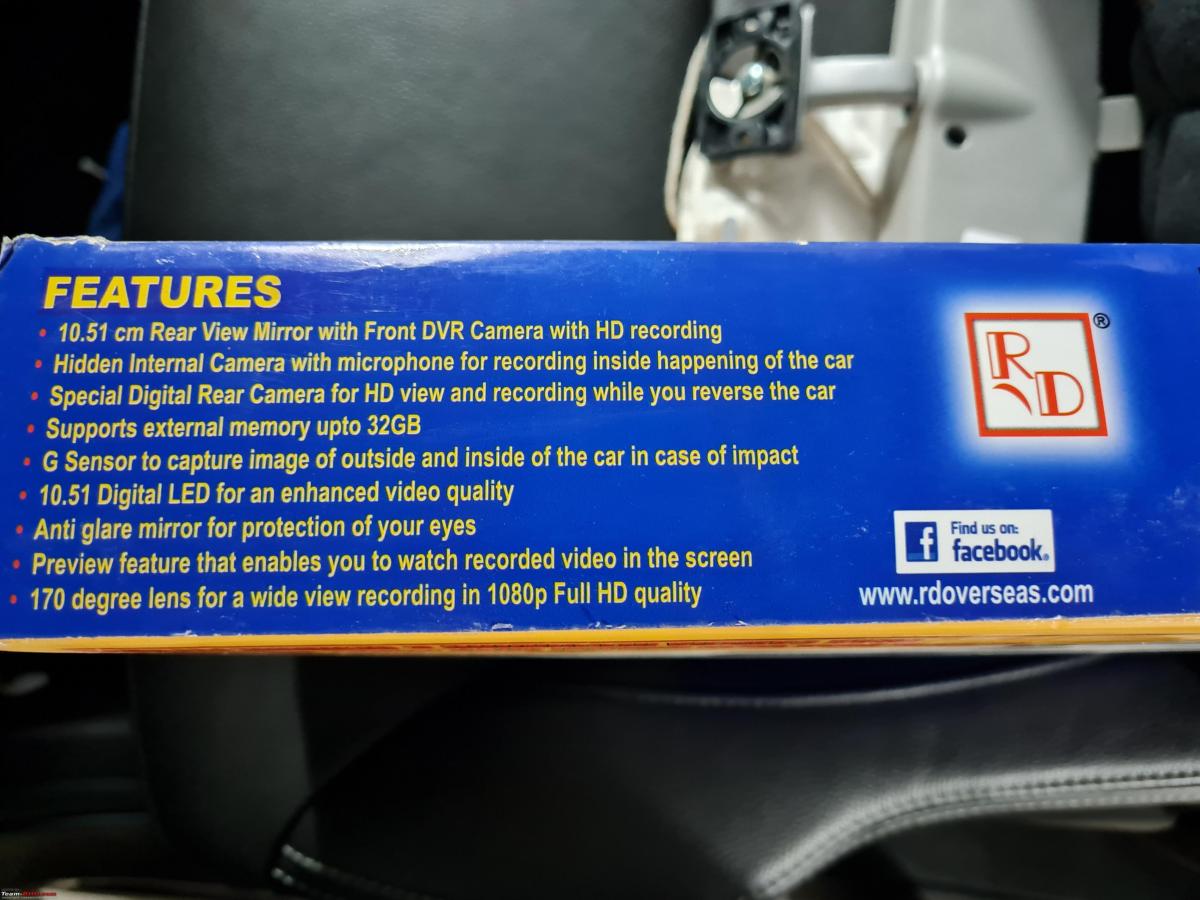 FEATURES
• 10.51 cm Rear View Mirror with Front DVR Camera with HD recording
• Hidden Internal Camera with microphone for recording inside happening of the car
• Special Digital Rear Camera for HD view and recording while you reverse the car
• Supports external memory upto 32GB
• G Sensor to capture image of outside and inside of the car in case of impact
• 10.51 Digital LED for an enhanced video quality
• Anti glare mirror for protection of your eyes
• Preview feature that enables you to watch recorded video in the screen
• 170 degree lens for a wide view recording in 1080p Full HD quality
RD®
f Find us on:
facebook®
www.rdoverseas.com